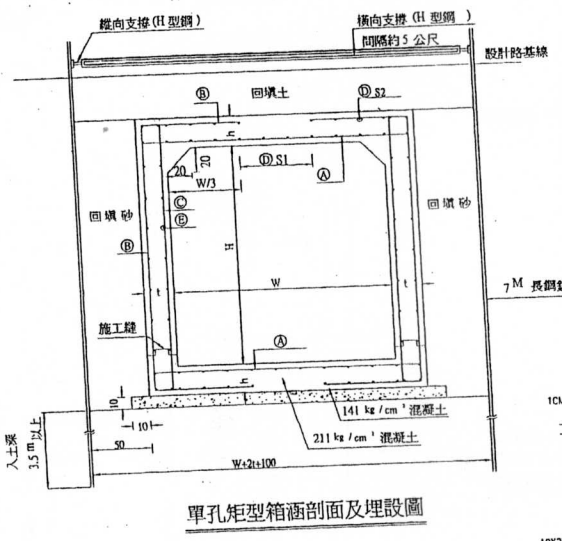 縱向支撐(H 型鋼)
橫向支撐(H 型鋼)
間隔約 5 公尺
設計路基線
Ⓑ
回填土
Ⓓ S2
h
20
20
Ⓓ S1
W/3
Ⓐ
Ⓒ
Ⓔ
回填砂
回填砂
Ⓑ
H
W
t
t
7 M 長鋼
施工縫
Ⓐ
h
10
10
141 kg/cm² 混凝土
211 kg/cm² 混凝土
1CM
入土深
3.5 m 以上
50
W+2t+100
單孔矩型箱涵剖面及埋設圖